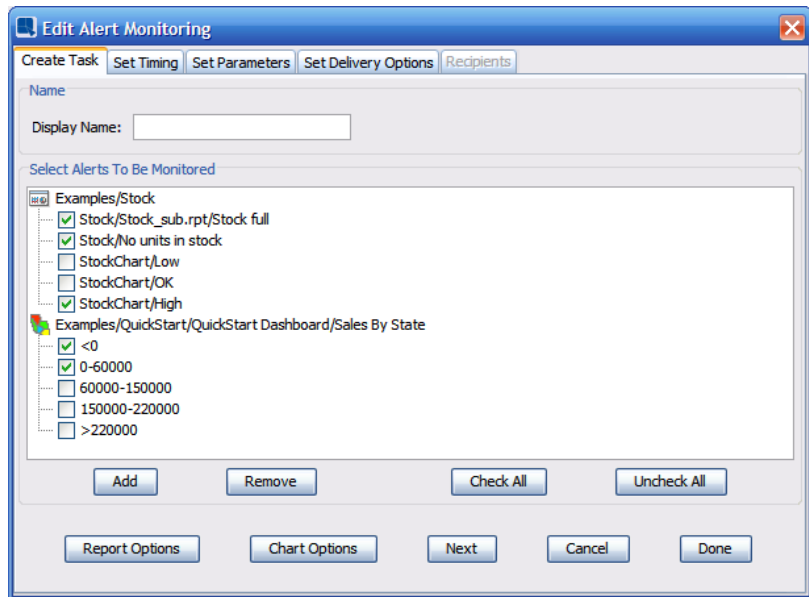 Edit Alert Monitoring
Create Task Set Timing Set Parameters Set Delivery Options Recipients
Name
Display Name:
Select Alerts To Be Monitored
Examples/Stock
Stock/Stock_sub.rpt/Stock full
Stock/No units in stock
StockChart/Low
StockChart/OK
StockChart/High
Examples/QuickStart/QuickStart Dashboard/Sales By State
<0
0-60000
60000-150000
150000-220000
>220000
Add Remove Check All Uncheck All
Report Options Chart Options Next Cancel Done